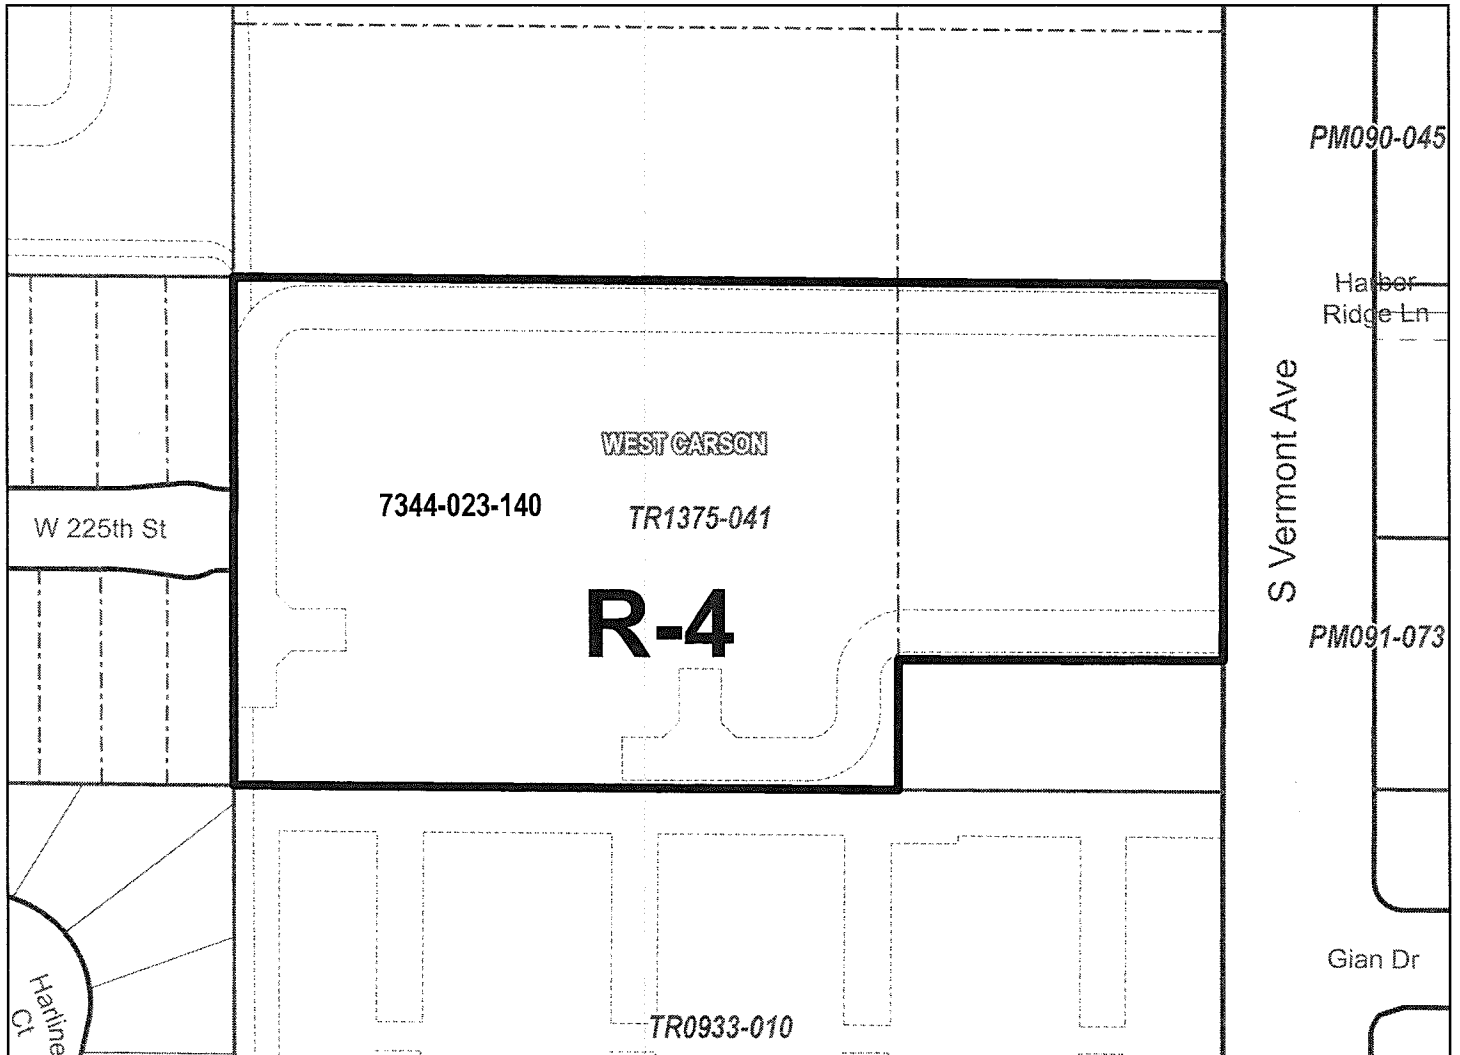 PM090-045
Harbor
Ridge Ln
WEST CARSON
7344-023-140
TR1375-041
W 225th St
S Vermont Ave
R-4
PM091-073
Gian Dr
Harline
Ct
TR0933-010